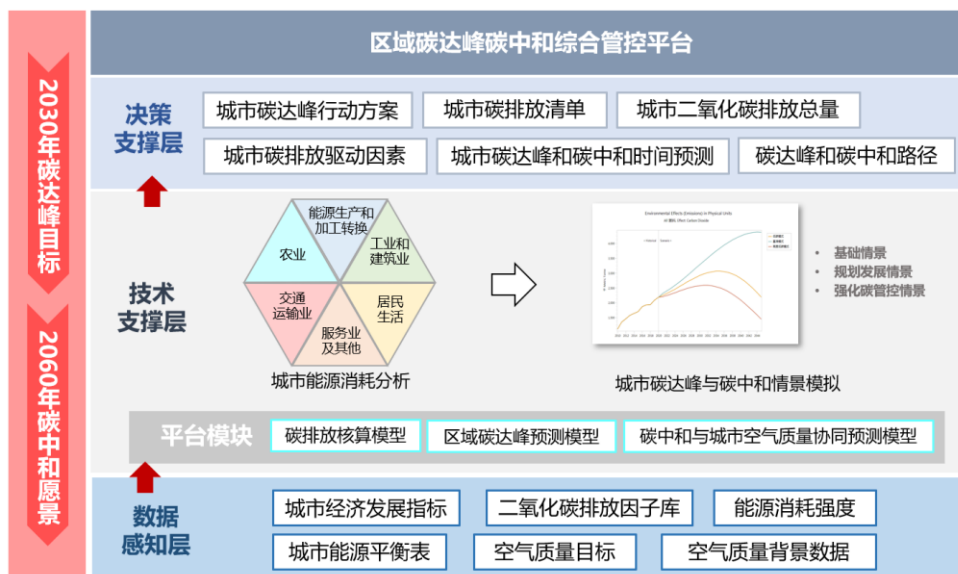 区域碳达峰碳中和综合管控平台
2030年碳达峰目标
2060年碳中和愿景
决策
支撑层
城市碳达峰行动方案
城市碳排放清单
城市二氧化碳排放总量
城市碳排放驱动因素
城市碳达峰和碳中和时间预测
碳达峰和碳中和路径
技术
支撑层
能源生产和
加工转换
农业
工业和
建筑业
交通
运输业
居民
生活
服务业
及其他
城市能源消耗分析
Environmental Effects (Emissions) in Physical Units
基础情景
规划发展情景
强化碳管控情景
城市碳达峰与碳中和情景模拟
平台模块
碳排放核算模型
区域碳达峰预测模型
碳中和与城市空气质量协同预测模型
数据
感知层
城市经济发展指标
二氧化碳排放因子库
能源消耗强度
城市能源平衡表
空气质量目标
空气质量背景数据